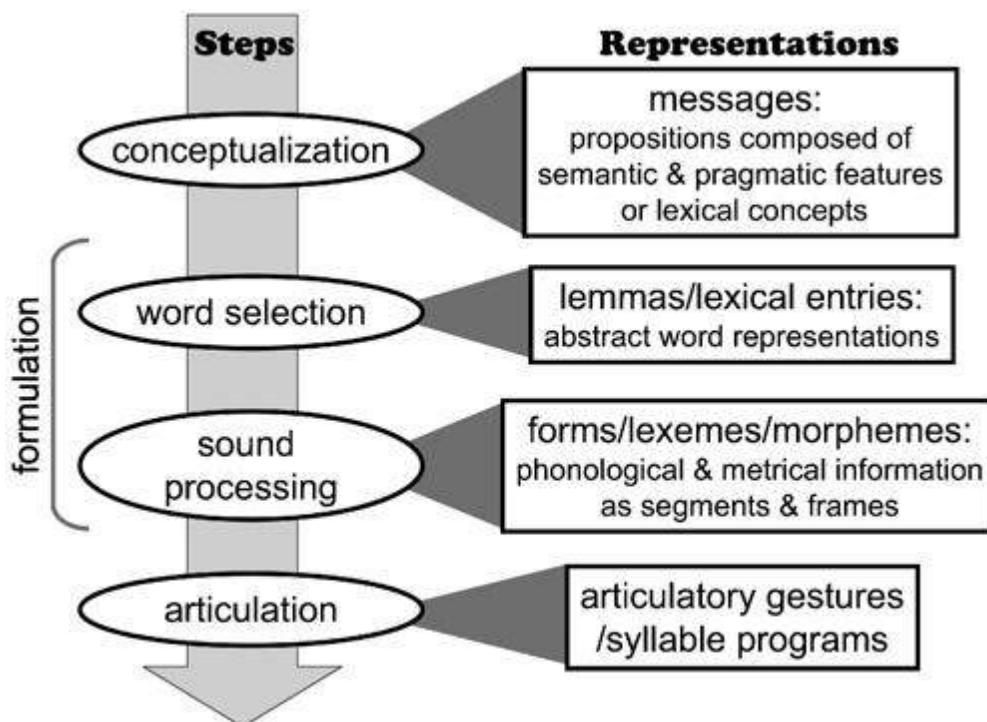 Steps
Representations
conceptualization
messages:
propositions composed of
semantic & pragmatic features
or lexical concepts
formulation
word selection
lemmas/lexical entries:
abstract word representations
sound
processing
forms/lexemes/morphemes:
phonological & metrical information
as segments & frames
articulation
articulatory gestures
/syllable programs